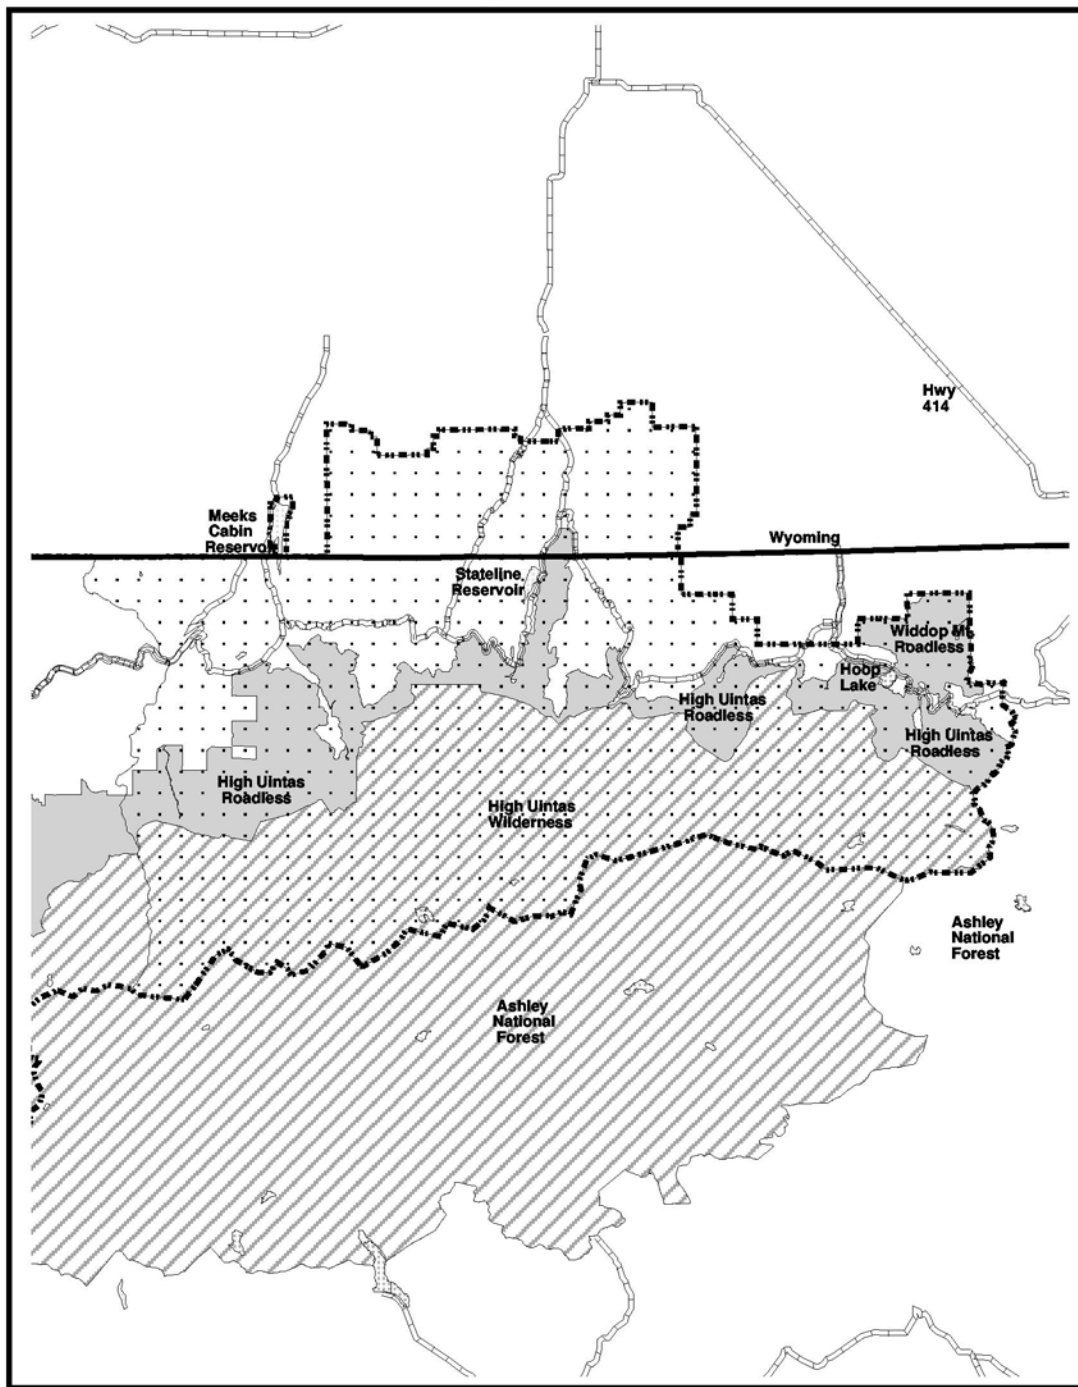 Hwy
414
Meeks
Cabin
Reservoir
Wyoming
Stateline
Reservoir
Widdop Mt.
Roadless
Hoop
Lake
High Uintas
Roadless
High Uintas
Roadless
High Uintas
Roadless
High Uintas
Wilderness
Ashley
National
Forest
Ashley
National
Forest